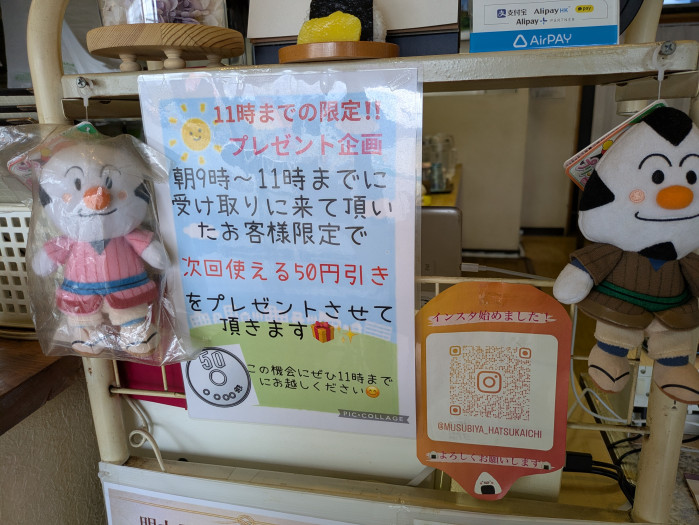 支付宝 Alipay HK pay
Alipay+ PARTNER
AirPAY
11時までの限定!!
プレゼント企画
朝9時～11時までに
受け取りに来て頂い
たお客様限定で
次回使える50円引き
をプレゼントさせて
頂きます🎁✨
50
この機会にぜひ11時まで
にお越しください😊
PIC•COLLAGE
インスタ始めました！
@MUSUBIYA_HATSUKAICHI
よろしくお願いします